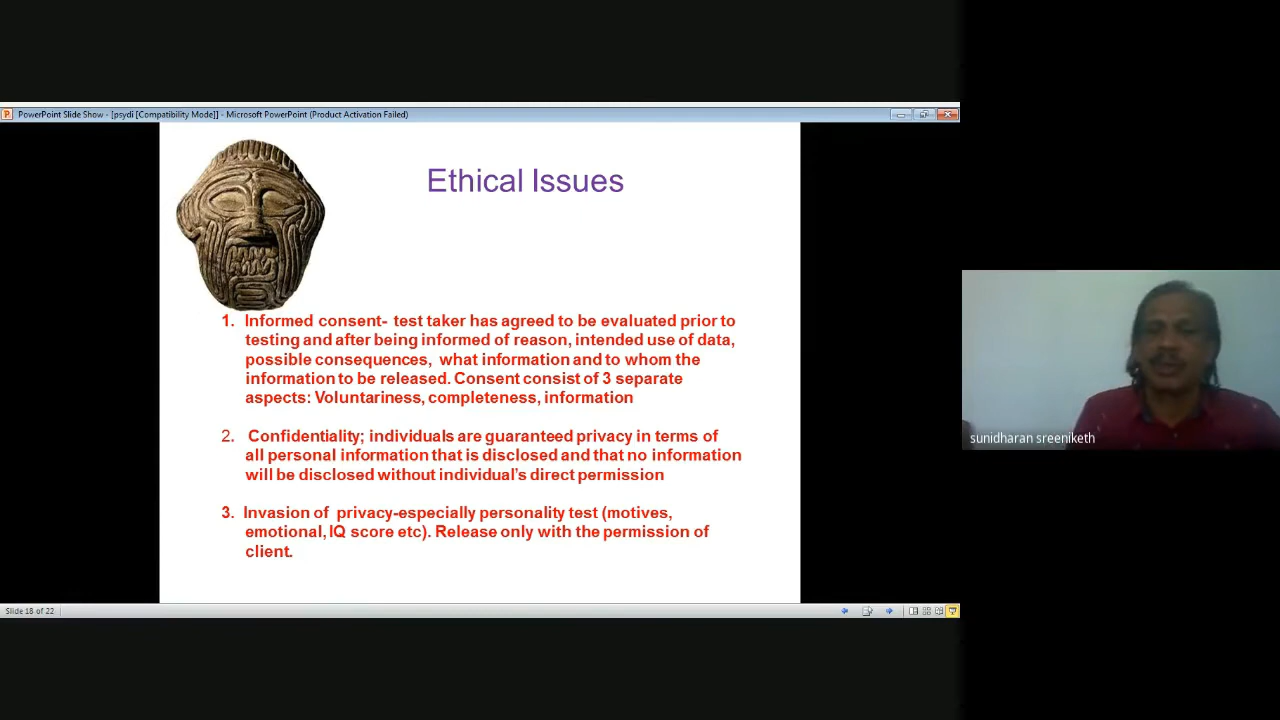 PowerPoint Slide Show - [psydi [Compatibility Mode]] - Microsoft PowerPoint (Product Activation Failed)
Ethical Issues
1. Informed consent- test taker has agreed to be evaluated prior to
testing and after being informed of reason, intended use of data,
possible consequences, what information and to whom the
information to be released. Consent consist of 3 separate
aspects: Voluntariness, completeness, information
2. Confidentiality; individuals are guaranteed privacy in terms of
all personal information that is disclosed and that no information
will be disclosed without individual's direct permission
3. Invasion of privacy-especially personality test (motives,
emotional, IQ score etc). Release only with the permission of
client.
sunidharan sreeniketh
Slide 18 of 22